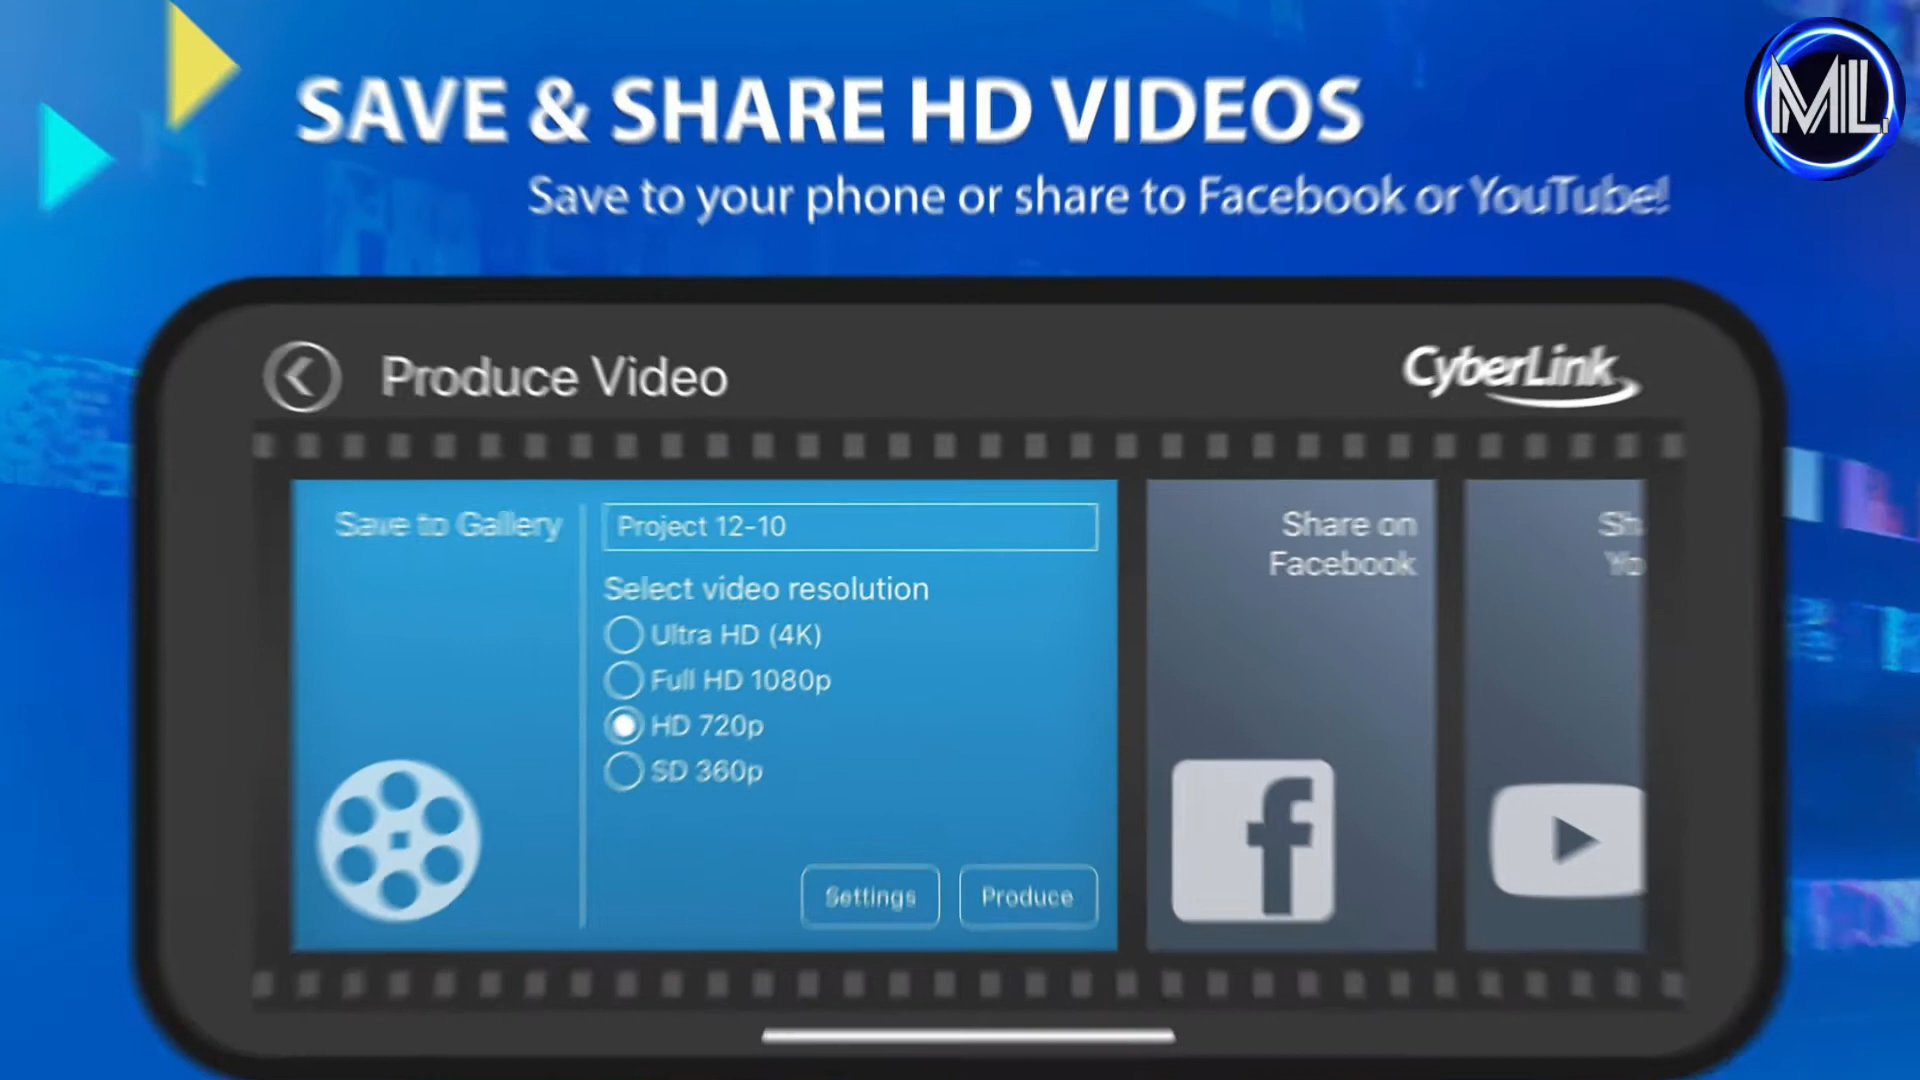 SAVE & SHARE HD VIDEOS
Save to your phone or share to Facebook or YouTube!
Produce Video
CyberLink
Save to Gallery
Project 12-10
Select video resolution
Ultra HD (4K)
Full HD 1080p
HD 720p
SD 360p
Settings
Produce
Share on
Facebook
Sh
Yo